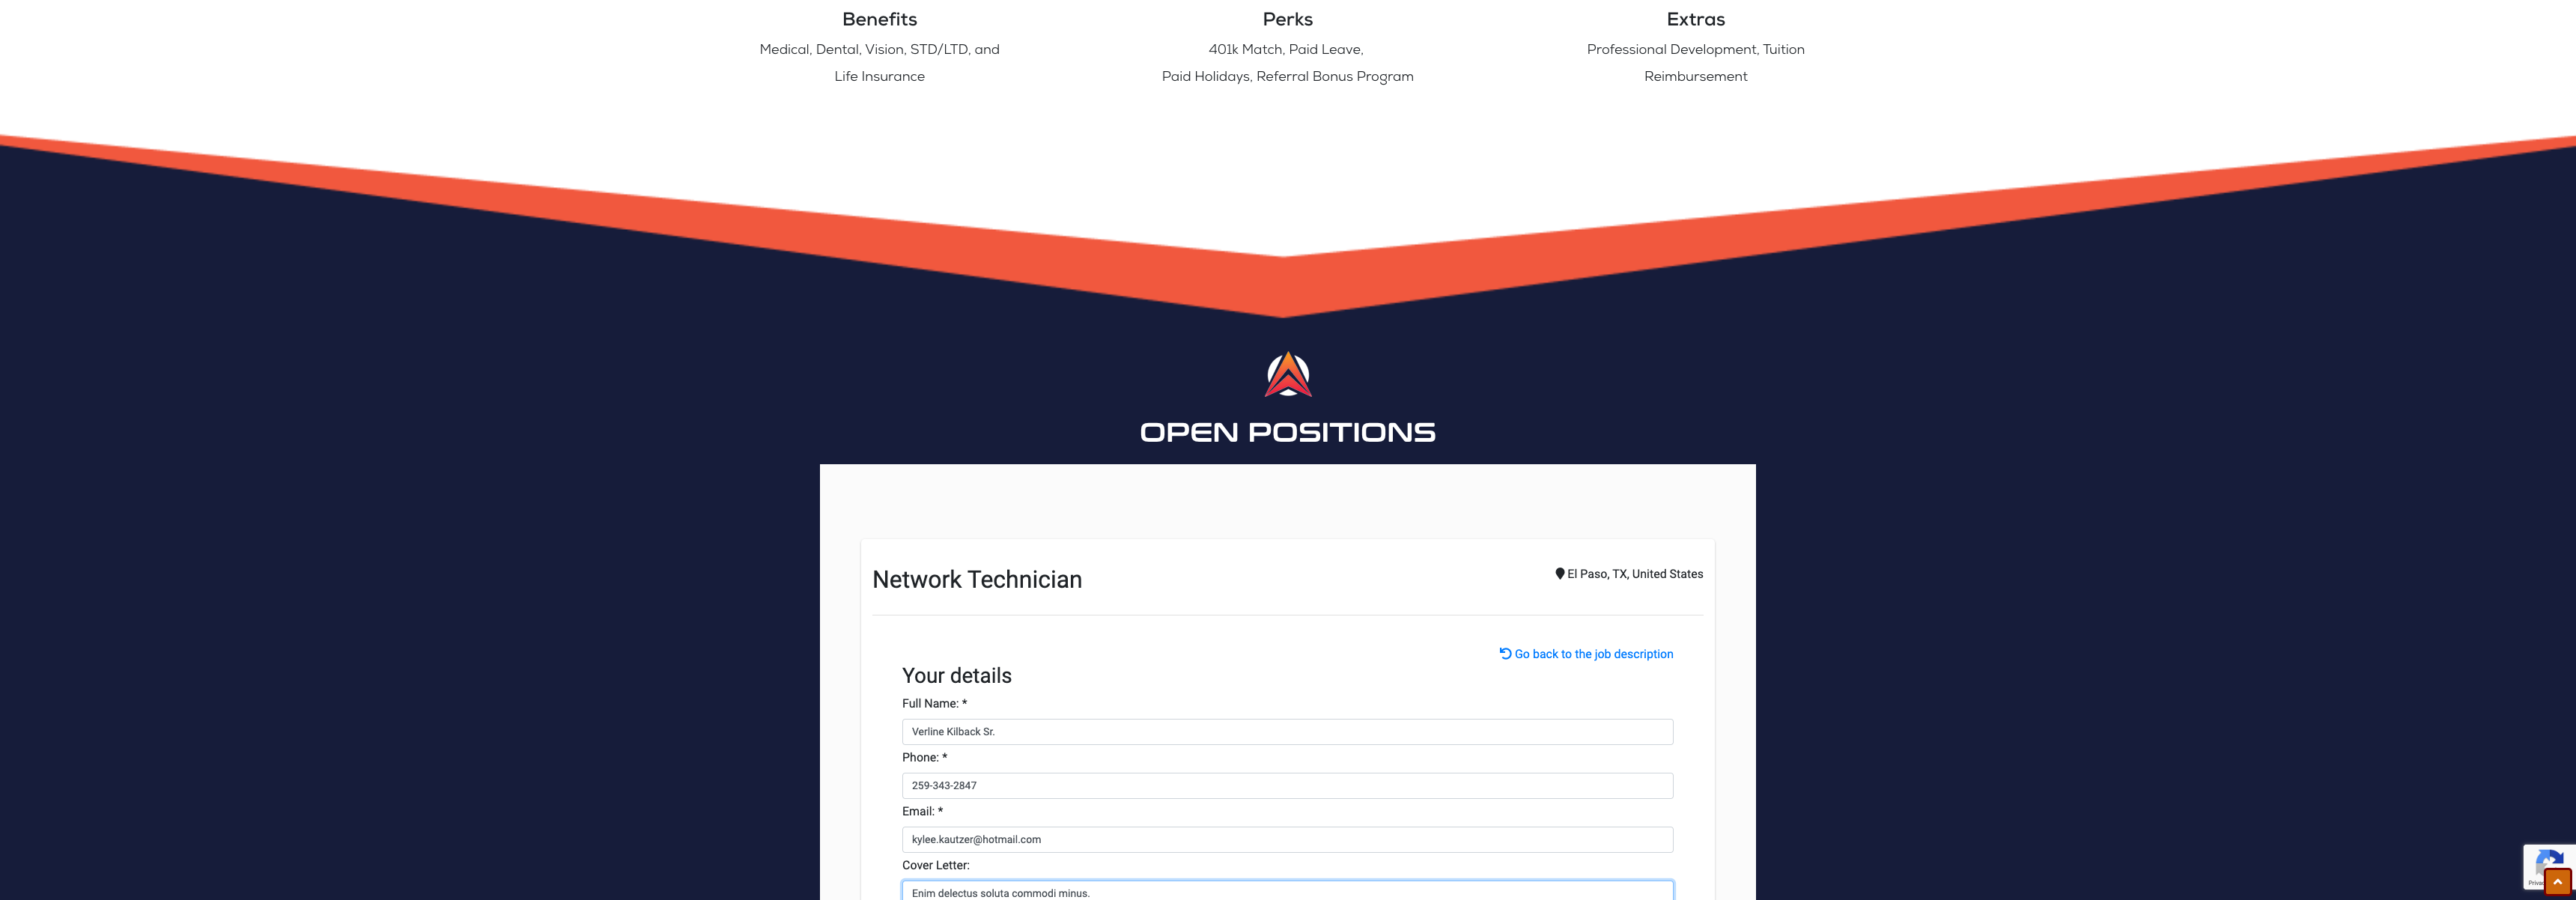 Benefits
Medical, Dental, Vision, STD/LTD, and
Life Insurance
Perks
401k Match, Paid Leave,
Paid Holidays, Referral Bonus Program
Extras
Professional Development, Tuition
Reimbursement
OPEN POSITIONS
Network Technician
El Paso, TX, United States
Go back to the job description
Your details
Full Name: *
Verline Kilback Sr.
Phone: *
259-343-2847
Email: *
kylee.kautzer@hotmail.com
Cover Letter:
Enim delectus soluta commodi minus.